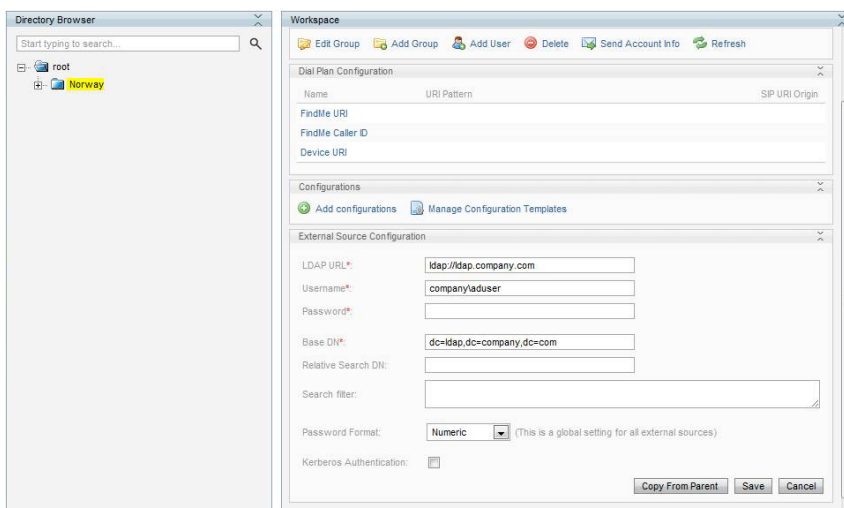 Directory Browser
Start typing to search...
root
Norway
Workspace
Edit Group Add Group Add User Delete Send Account Info Refresh
Dial Plan Configuration
Name URI Pattern SIP URI Origin
FindMe URI
FindMe Caller ID
Device URI
Configurations
Add configurations Manage Configuration Templates
External Source Configuration
LDAP URL*: ldap://ldap.company.com
Username*: company\aduser
Password*:
Base DN*: dc=ldap,dc=company,dc=com
Relative Search DN:
Search filter:
Password Format: Numeric (This is a global setting for all external sources)
Kerberos Authentication:
Copy From Parent Save Cancel